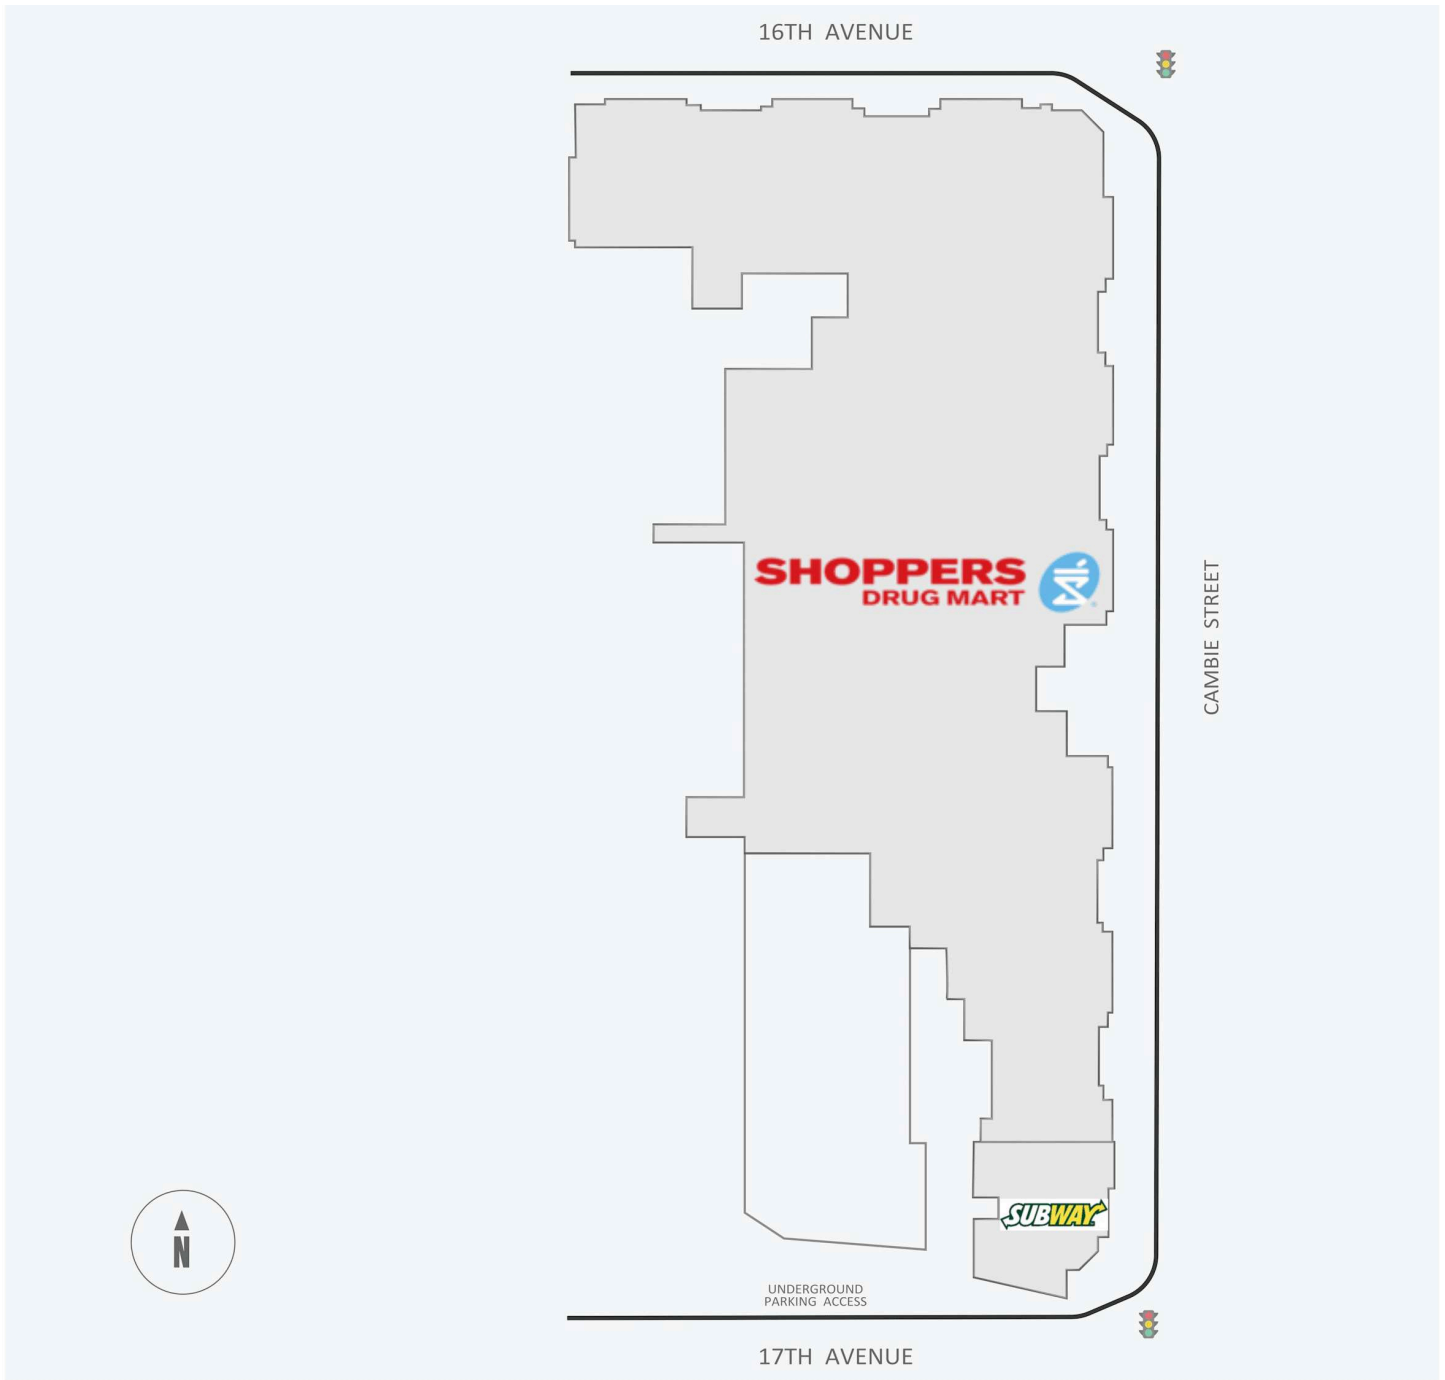 16TH AVENUE
SHOPPERS
DRUG MART
CAMBIE STREET
SUBWAY
N
UNDERGROUND
PARKING ACCESS
17TH AVENUE